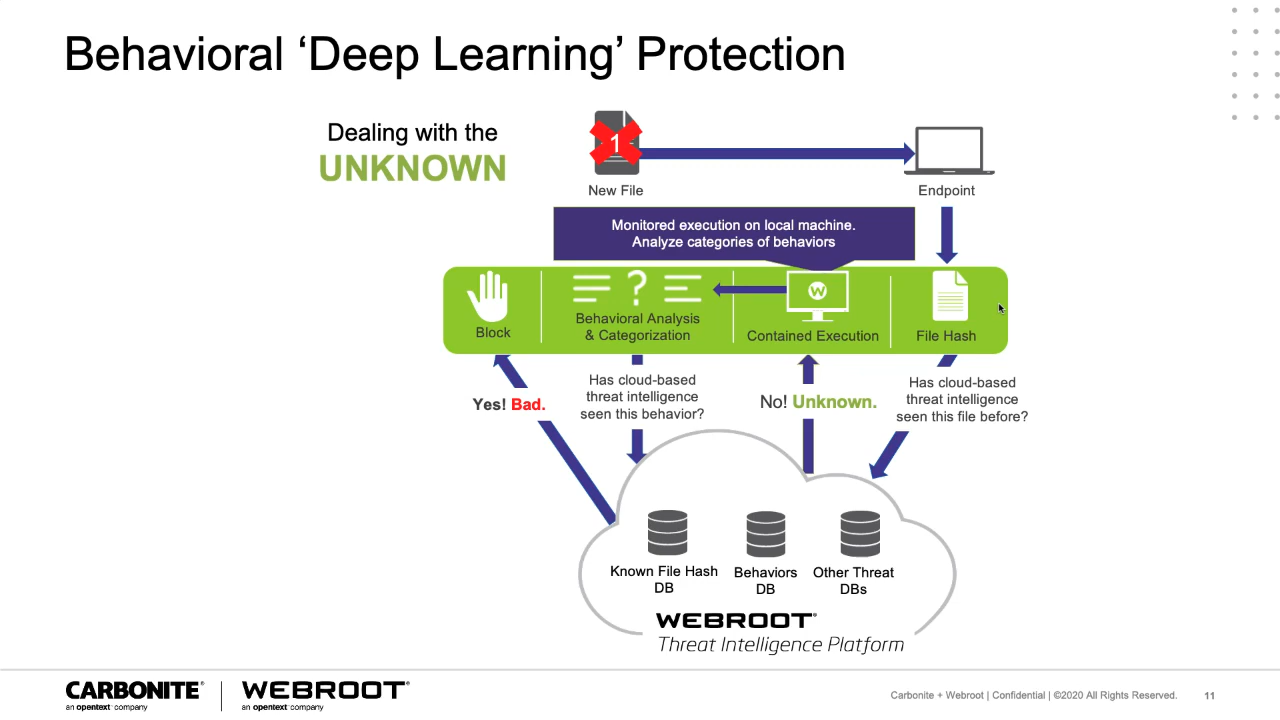 Behavioral ‘Deep Learning’ Protection
Dealing with the
UNKNOWN
1
New File
Endpoint
Monitored execution on local machine.
Analyze categories of behaviors
Block
?
Behavioral Analysis
& Categorization
W
Contained Execution
File Hash
Yes! Bad.
Has cloud-based
threat intelligence
seen this behavior?
No! Unknown.
Has cloud-based
threat intelligence
seen this file before?
Known File Hash
DB
Behaviors
DB
Other Threat
DBs
WEBROOT®
Threat Intelligence Platform
CARBONITE®
an opentext™ company
WEBROOT®
an opentext™ company
Carbonite + Webroot | Confidential | ©2020 All Rights Reserved.
11